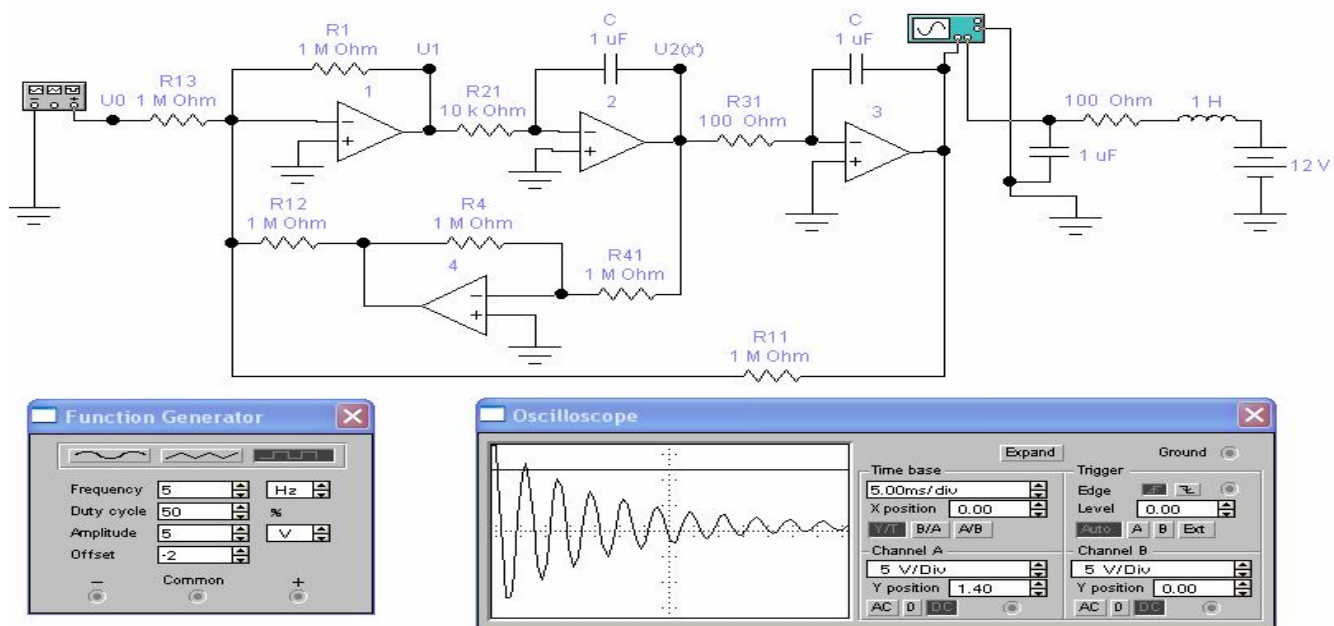 R1
1 M Ohm
U1
C
1 uF
U2(x')
C
1 uF
R13
U0 1 M Ohm
1
R21
10 k Ohm
2
R31
100 Ohm
3
100 Ohm
1 H
1 uF
12 V
R12
1 M Ohm
R4
1 M Ohm
4
R41
1 M Ohm
R11
1 M Ohm
Function Generator
Frequency 5 Hz
Duty cycle 50 %
Amplitude 5 V
Offset -2
Common
Oscilloscope
Expand
Ground
Time base
5.00ms/div
X position 0.00
Y/T B/A A/B
Trigger
Edge
Level 0.00
Auto A B Ext
Channel A
5 V/Div
Y position 1.40
AC 0 DC
Channel B
5 V/Div
Y position 0.00
AC 0 DC